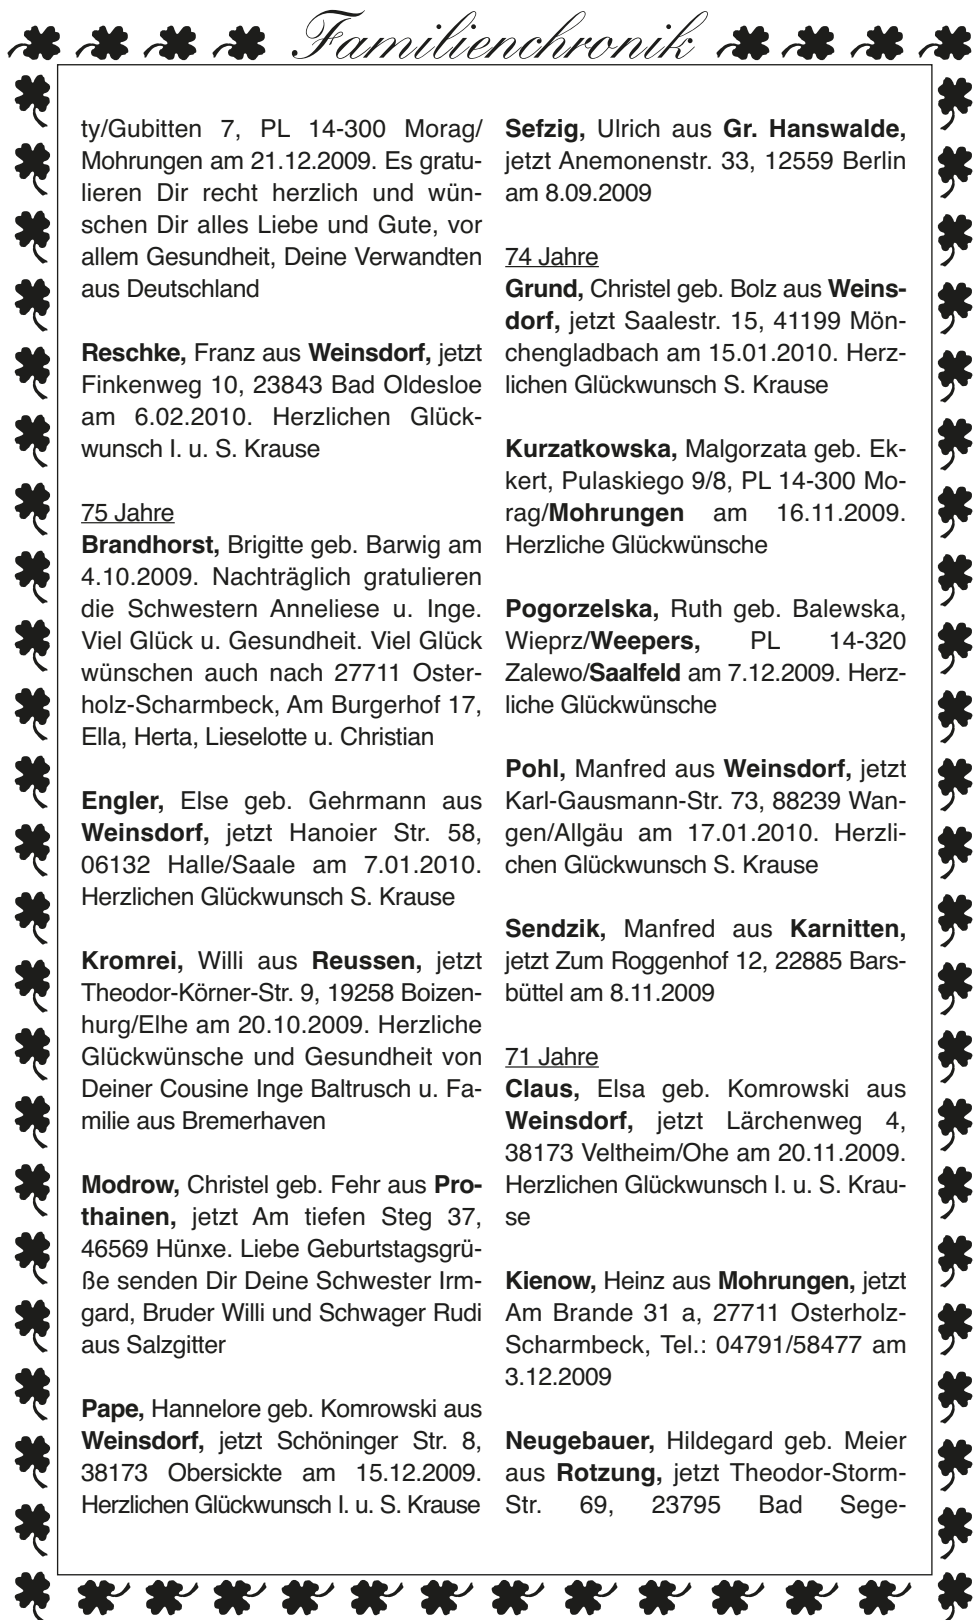 Familienchronik
ty/Gubitten 7, PL 14-300 Morag/
Mohrungen am 21.12.2009. Es gratu-
lieren Dir recht herzlich und wün-
schen Dir alles Liebe und Gute, vor
allem Gesundheit, Deine Verwandten
aus Deutschland
Reschke, Franz aus Weinsdorf, jetzt
Finkenweg 10, 23843 Bad Oldesloe
am 6.02.2010. Herzlichen Glück-
wunsch I. u. S. Krause
75 Jahre
Brandhorst, Brigitte geb. Barwig am
4.10.2009. Nachträglich gratulieren
die Schwestern Anneliese u. Inge.
Viel Glück u. Gesundheit. Viel Glück
wünschen auch nach 27711 Oster-
holz-Scharmbeck, Am Burgerhof 17,
Ella, Herta, Lieselotte u. Christian
Engler, Else geb. Gehrmann aus
Weinsdorf, jetzt Hanoier Str. 58,
06132 Halle/Saale am 7.01.2010.
Herzlichen Glückwunsch S. Krause
Kromrei, Willi aus Reussen, jetzt
Theodor-Körner-Str. 9, 19258 Boizen-
hurg/Elhe am 20.10.2009. Herzliche
Glückwünsche und Gesundheit von
Deiner Cousine Inge Baltrusch u. Fa-
milie aus Bremerhaven
Modrow, Christel geb. Fehr aus Pro-
thainen, jetzt Am tiefen Steg 37,
46569 Hünxe. Liebe Geburtstagsgrü-
ße senden Dir Deine Schwester Irm-
gard, Bruder Willi und Schwager Rudi
aus Salzgitter
Pape, Hannelore geb. Komrowski aus
Weinsdorf, jetzt Schöninger Str. 8,
38173 Obersickte am 15.12.2009.
Herzlichen Glückwunsch I. u. S. Krause
Sefzig, Ulrich aus Gr. Hanswalde,
jetzt Anemonenstr. 33, 12559 Berlin
am 8.09.2009
74 Jahre
Grund, Christel geb. Bolz aus Weins-
dorf, jetzt Saalestr. 15, 41199 Mön-
chengladbach am 15.01.2010. Herz-
lichen Glückwunsch S. Krause
Kurzatkowska, Malgorzata geb. Ek-
kert, Pulaskiego 9/8, PL 14-300 Mo-
rag/Mohrungen am 16.11.2009.
Herzliche Glückwünsche
Pogorzelska, Ruth geb. Balewska,
Wieprz/Weepers, PL 14-320
Zalewo/Saalfeld am 7.12.2009. Herz-
liche Glückwünsche
Pohl, Manfred aus Weinsdorf, jetzt
Karl-Gausmann-Str. 73, 88239 Wan-
gen/Allgäu am 17.01.2010. Herzli-
chen Glückwunsch S. Krause
Sendzik, Manfred aus Karnitten,
jetzt Zum Roggenhof 12, 22885 Bars-
büttel am 8.11.2009
71 Jahre
Claus, Elsa geb. Komrowski aus
Weinsdorf, jetzt Lärchenweg 4,
38173 Veltheim/Ohe am 20.11.2009.
Herzlichen Glückwunsch I. u. S. Krau-
se
Kienow, Heinz aus Mohrungen, jetzt
Am Brande 31 a, 27711 Osterholz-
Scharmbeck, Tel.: 04791/58477 am
3.12.2009
Neugebauer, Hildegard geb. Meier
aus Rotzung, jetzt Theodor-Storm-
Str. 69, 23795 Bad Sege-